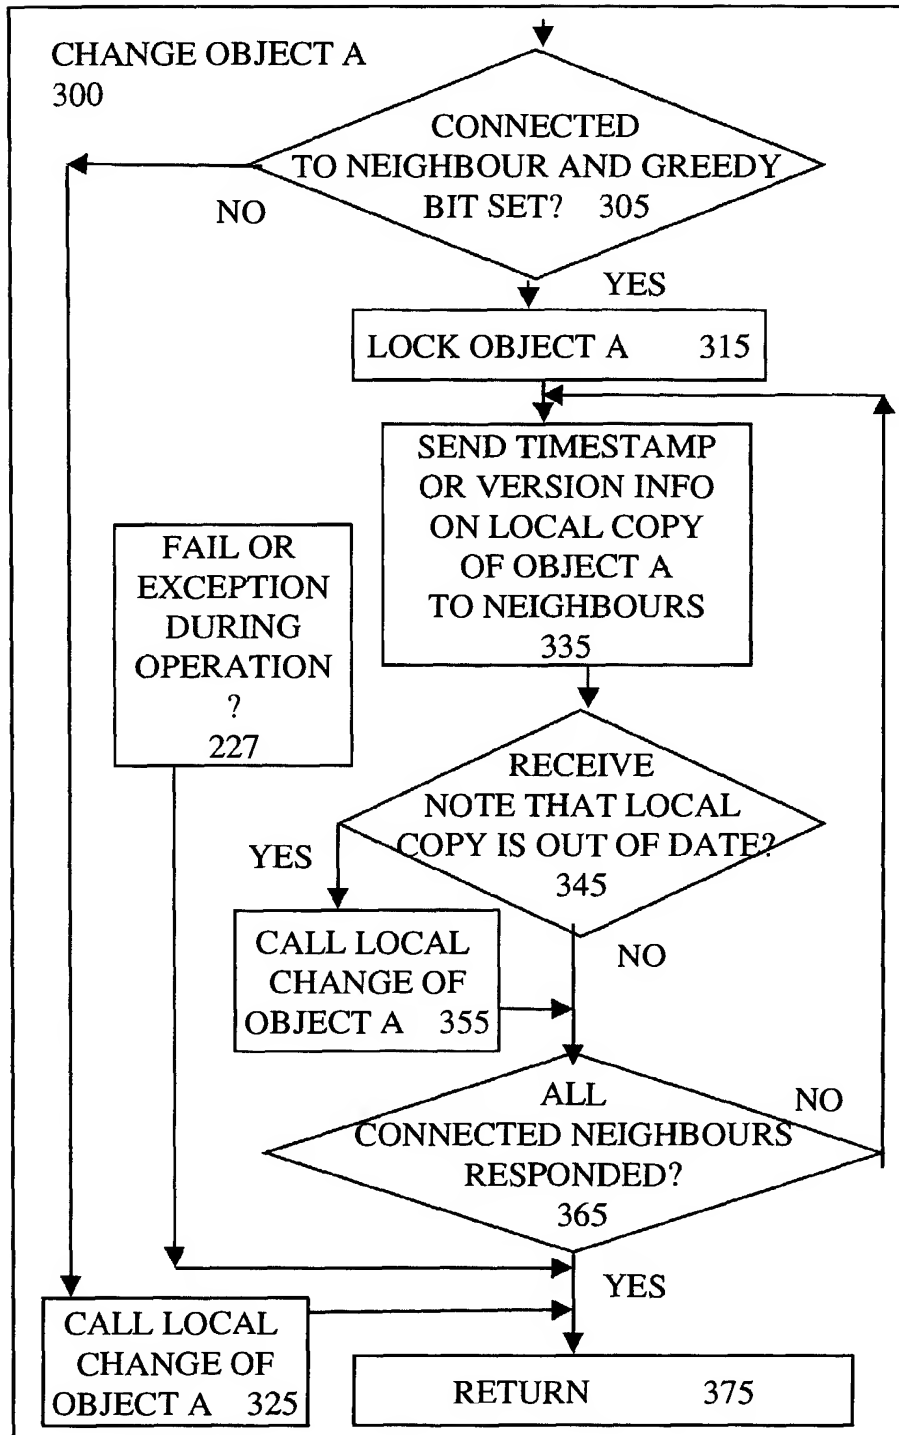 CHANGE OBJECT A
300
CONNECTED
TO NEIGHBOUR AND GREEDY
BIT SET? 305
NO
YES
LOCK OBJECT A 315
SEND TIMESTAMP
OR VERSION INFO
ON LOCAL COPY
OF OBJECT A
TO NEIGHBOURS
335
FAIL OR
EXCEPTION
DURING
OPERATION
?
227
RECEIVE
NOTE THAT LOCAL
COPY IS OUT OF DATE?
345
YES
NO
CALL LOCAL
CHANGE OF
OBJECT A 355
ALL
CONNECTED NEIGHBOURS
RESPONDED?
365
NO
YES
CALL LOCAL
CHANGE OF
OBJECT A 325
RETURN 375